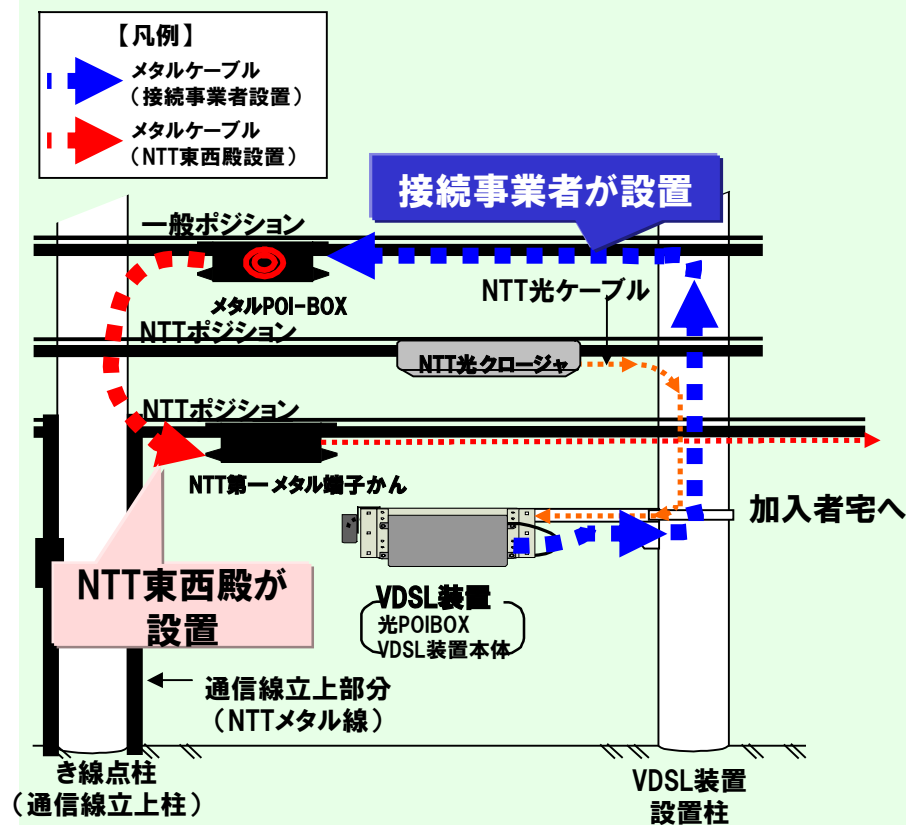 【凡例】
メタルケーブル
（接続事業者設置）
メタルケーブル
（NTT東西殿設置）
接続事業者が設置
一般ポジション
メタルPOI-BOX
NTT光ケーブル
NTTポジション
NTT光クロージャ
NTTポジション
NTT第一メタル端子かん
加入者宅へ
NTT東西殿が
設置
VDSL装置
光POIBOX
VDSL装置本体
通信線立上部分
（NTTメタル線）
き線点柱
（通信線立上柱）
VDSL装置
設置柱